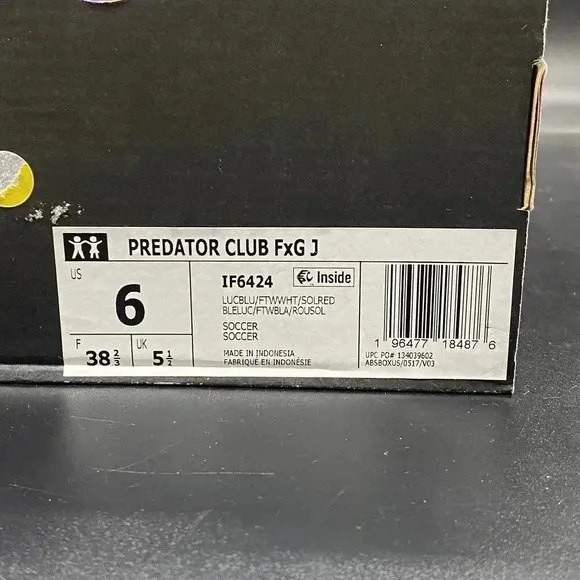 PREDATOR CLUB FxG J
US
6
F
38 2/3
UK
5 1/2
IF6424
Inside
LUCBLU/FTWWHT/SOLRED
BLELUC/FTWBLA/ROUSOL
SOCCER
SOCCER
MADE IN INDONESIA
FABRIQUÉ EN INDONÉSIE
1 96477 18487 6
UPC PO# 134039602
ABSBOXUS/0517/V03